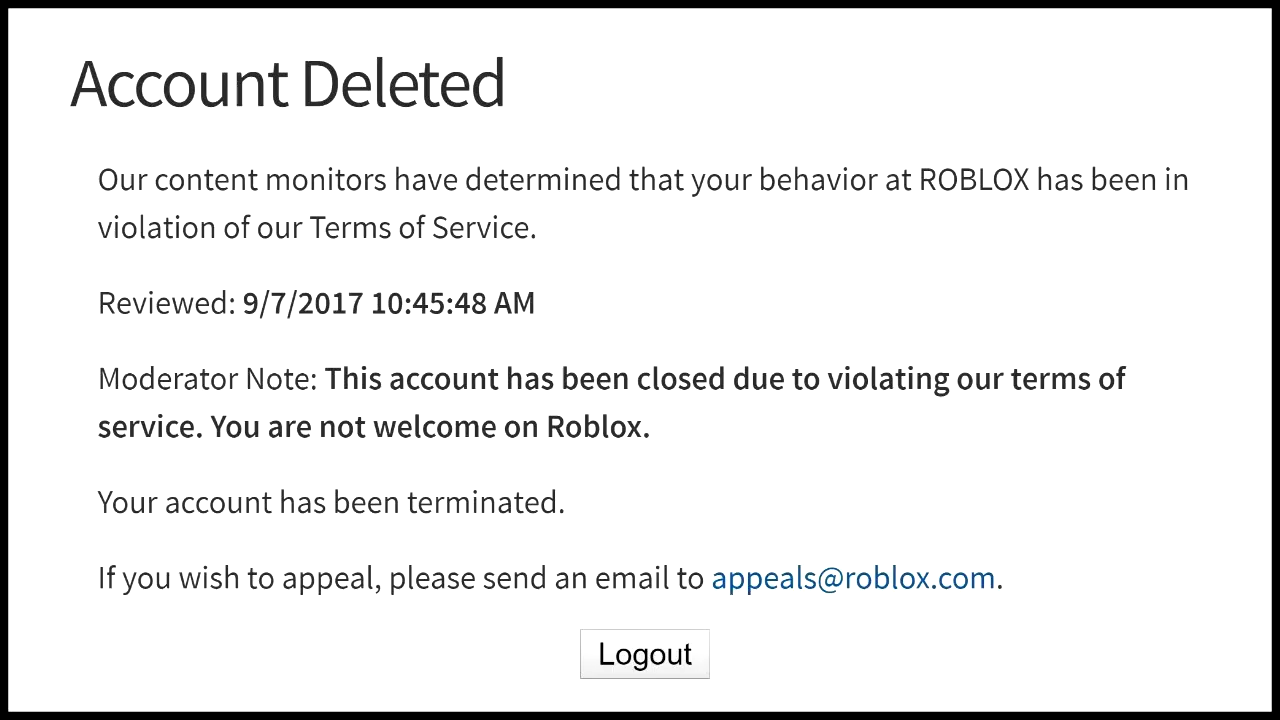 Account Deleted
Our content monitors have determined that your behavior at ROBLOX has been in
violation of our Terms of Service.
Reviewed: 9/7/2017 10:45:48 AM
Moderator Note: This account has been closed due to violating our terms of
service. You are not welcome on Roblox.
Your account has been terminated.
If you wish to appeal, please send an email to appeals@roblox.com.
Logout